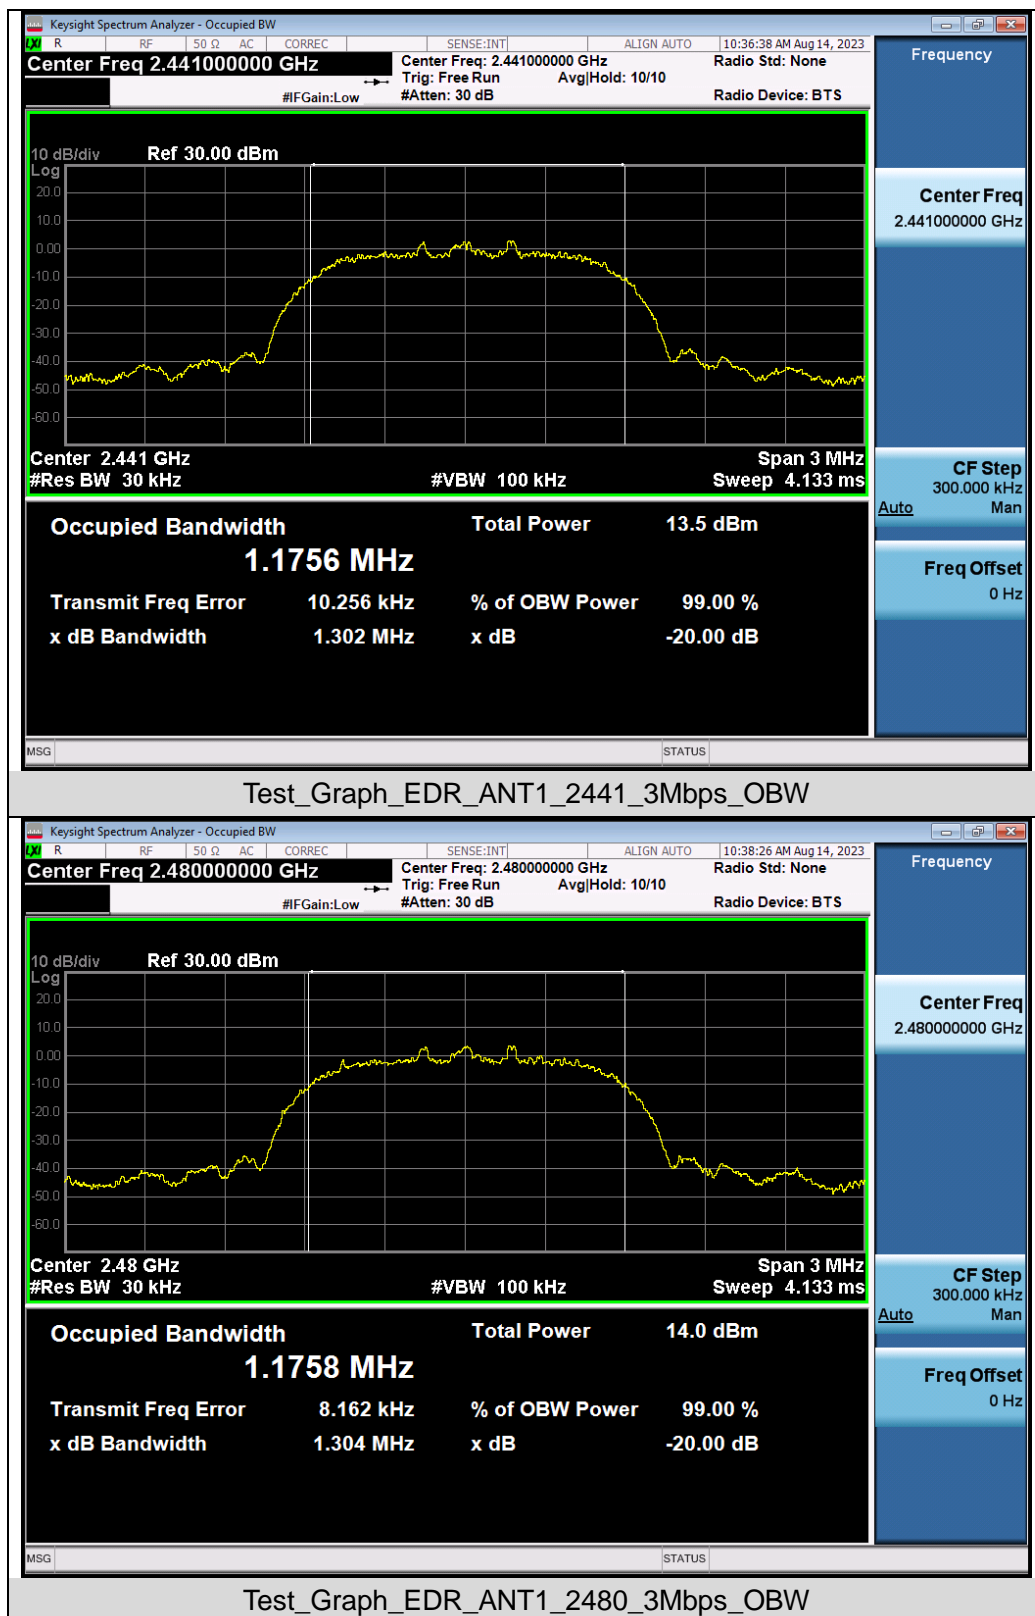 Keysight Spectrum Analyzer - Occupied BW
LXI R RF 50 Ω AC CORREC SENSE:INT ALIGN AUTO 10:36:38 AM Aug 14, 2023
Center Freq 2.441000000 GHz
Center Freq: 2.441000000 GHz Radio Std: None
Trig: Free Run Avg|Hold: 10/10
#IFGain:Low #Atten: 30 dB Radio Device: BTS
Frequency
10 dB/div Ref 30.00 dBm
Log
20.0
10.0
0.00
-10.0
-20.0
-30.0
-40.0
-50.0
-60.0
Center 2.441 GHz Span 3 MHz
#Res BW 30 kHz #VBW 100 kHz Sweep 4.133 ms
Center Freq
2.441000000 GHz
CF Step
300.000 kHz
Auto Man
Freq Offset
0 Hz
Occupied Bandwidth Total Power 13.5 dBm
1.1756 MHz
Transmit Freq Error 10.256 kHz % of OBW Power 99.00 %
x dB Bandwidth 1.302 MHz x dB -20.00 dB
MSG STATUS
Test_Graph_EDR_ANT1_2441_3Mbps_OBW
Keysight Spectrum Analyzer - Occupied BW
LXI R RF 50 Ω AC CORREC SENSE:INT ALIGN AUTO 10:38:26 AM Aug 14, 2023
Center Freq 2.480000000 GHz
Center Freq: 2.480000000 GHz Radio Std: None
Trig: Free Run Avg|Hold: 10/10
#IFGain:Low #Atten: 30 dB Radio Device: BTS
Frequency
10 dB/div Ref 30.00 dBm
Log
20.0
10.0
0.00
-10.0
-20.0
-30.0
-40.0
-50.0
-60.0
Center 2.48 GHz Span 3 MHz
#Res BW 30 kHz #VBW 100 kHz Sweep 4.133 ms
Center Freq
2.480000000 GHz
CF Step
300.000 kHz
Auto Man
Freq Offset
0 Hz
Occupied Bandwidth Total Power 14.0 dBm
1.1758 MHz
Transmit Freq Error 8.162 kHz % of OBW Power 99.00 %
x dB Bandwidth 1.304 MHz x dB -20.00 dB
MSG STATUS
Test_Graph_EDR_ANT1_2480_3Mbps_OBW